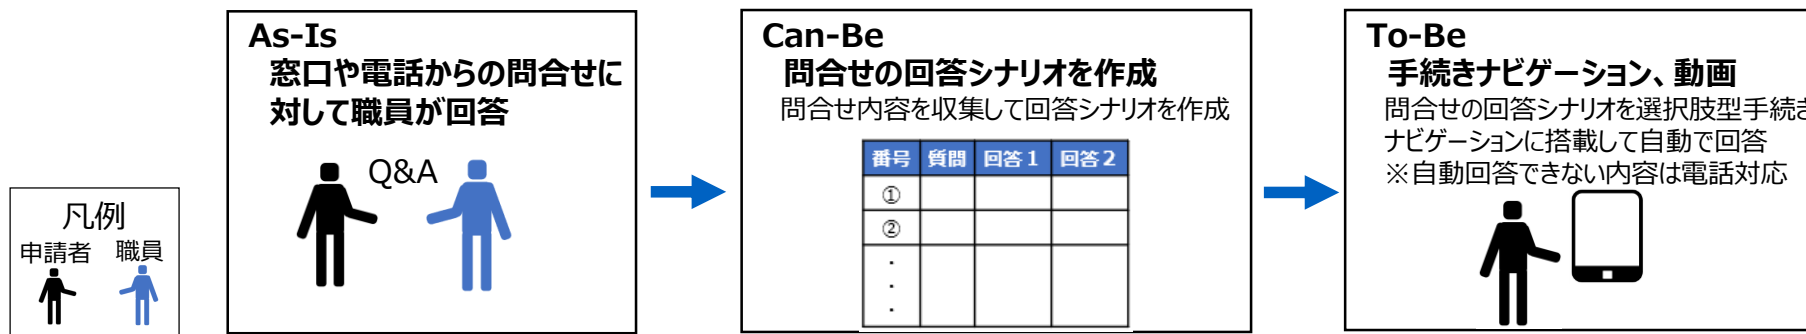 As-Is
窓口や電話からの問合せに
対して職員が回答
Q&A
凡例
申請者 職員
Can-Be
問合せの回答シナリオを作成
問合せ内容を収集して回答シナリオを作成
番号 質問 回答1 回答2
①
②
・
・
・
To-Be
手続きナビゲーション、動画
問合せの回答シナリオを選択肢型手続き
ナビゲーションに搭載して自動で回答
※自動回答できない内容は電話対応